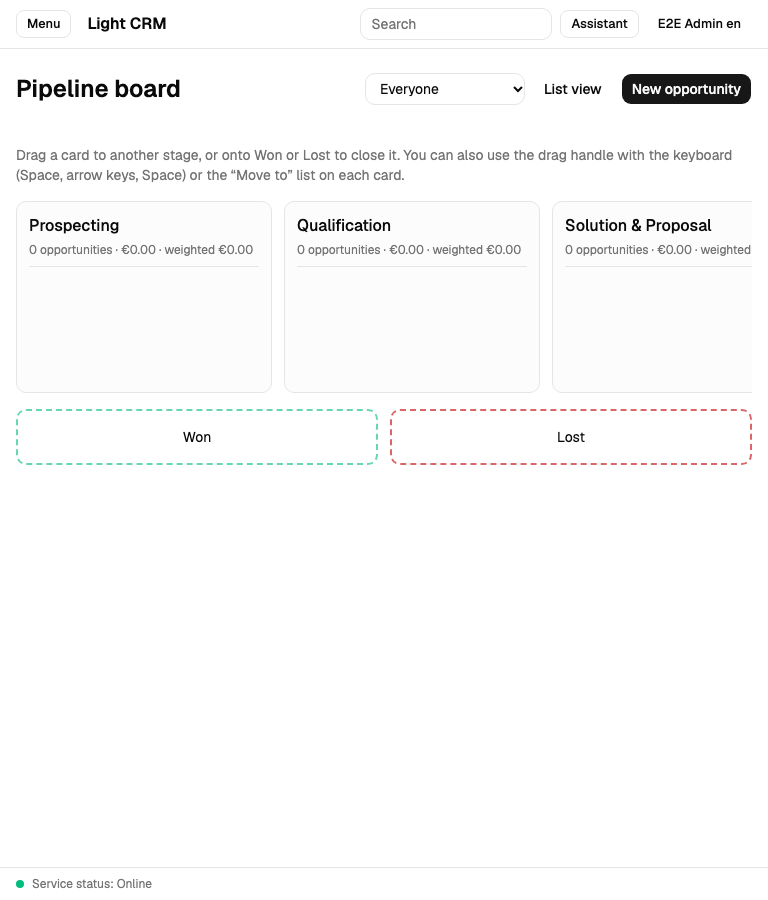 Menu
Light CRM
Search
Assistant
E2E Admin en
Pipeline board
Everyone
List view
New opportunity
Drag a card to another stage, or onto Won or Lost to close it. You can also use the drag handle with the keyboard
(Space, arrow keys, Space) or the “Move to” list on each card.
Prospecting
0 opportunities · €0.00 · weighted €0.00
Qualification
0 opportunities · €0.00 · weighted €0.00
Solution & Proposal
0 opportunities · €0.00 · weighted
Won
Lost
Service status: Online